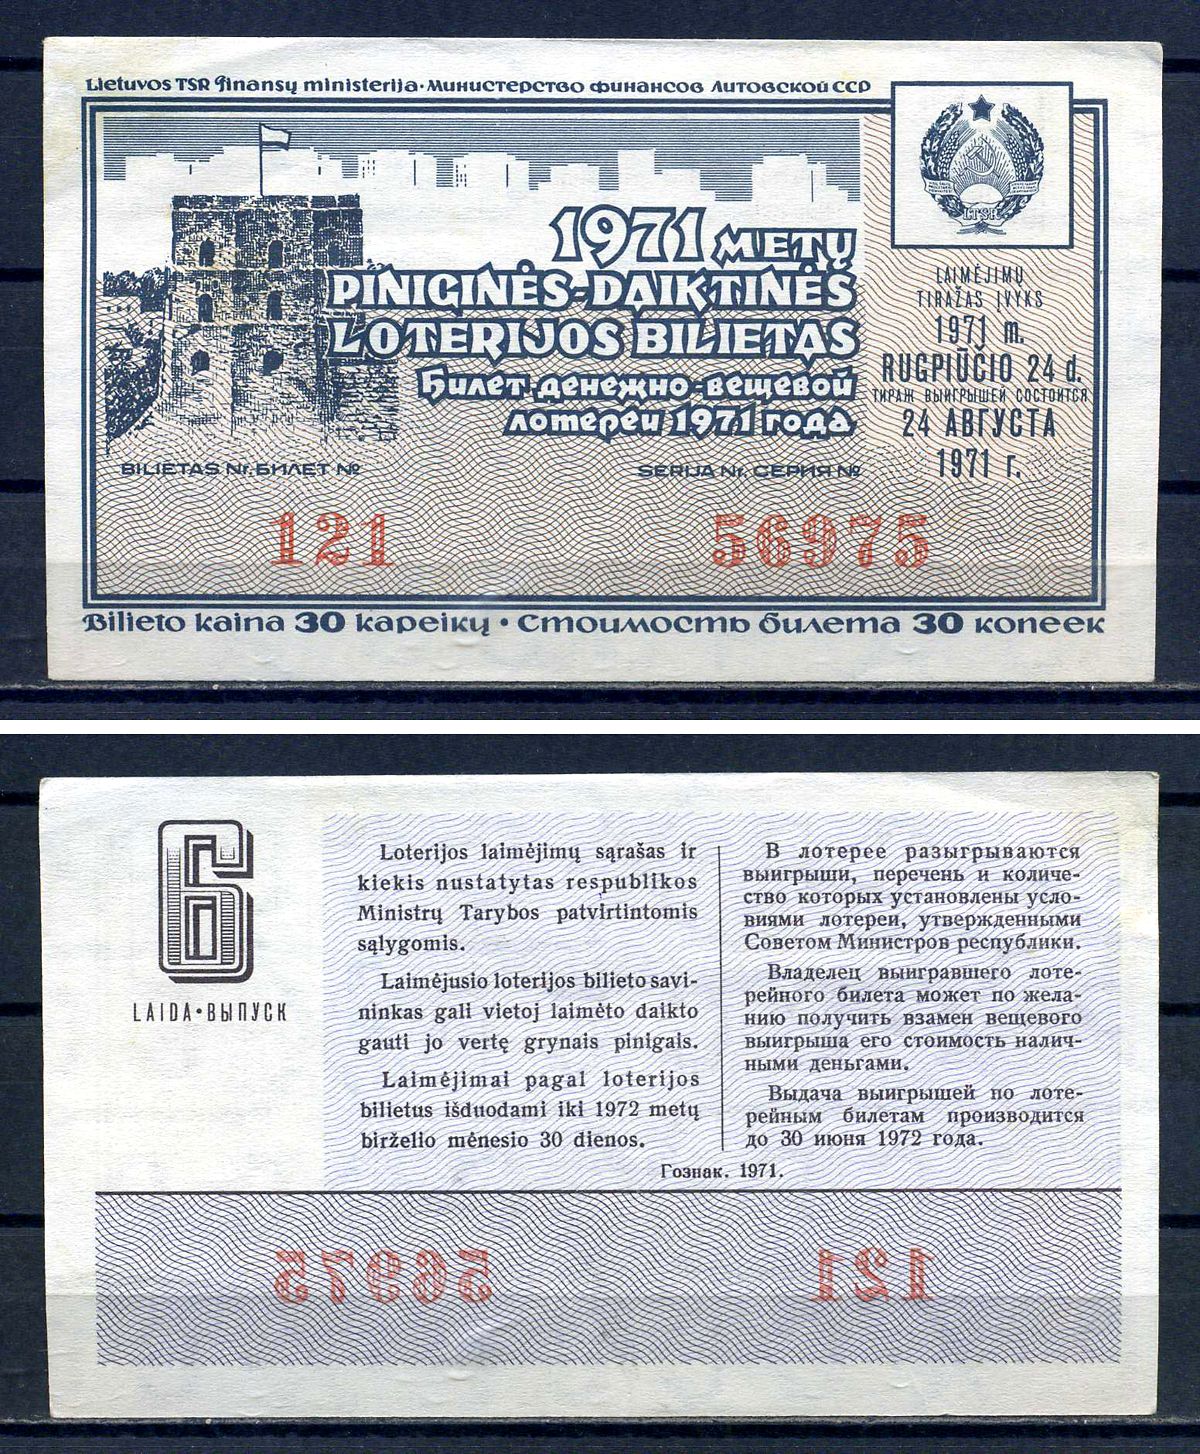 Lietuvos TSR finansų ministerija · Министерство финансов Литовской ССР
LTSR
1971 METŲ
PINIGINĖS-DAIKTINĖS
LOTERIJOS BILIETAS
Билет денежно-вещевой
лотереи 1971 года
LAIMĖJIMŲ
TIRAŽAS ĮVYKS
1971 m.
RUGPIŪČIO 24 d.
ТИРАЖ ВЫИГРЫШЕЙ СОСТОИТСЯ
24 АВГУСТА
1971 г.
BILIETAS Nr. БИЛЕТ № SERIJA Nr. СЕРИЯ №
121 56975
Bilieto kaina 30 kapeikų · Стоимость билета 30 копеек
6
LAIDA · ВЫПУСК
Loterijos laimėjimų sąrašas ir
kiekis nustatytas respublikos
Ministrų Tarybos patvirtintomis
sąlygomis.
Laimėjusio loterijos bilieto savi-
ninkas gali vietoj laimėto daikto
gauti jo vertę grynais pinigais.
Laimėjimai pagal loterijos
bilietus išduodami iki 1972 metų
birželio mėnesio 30 dienos.
В лотерее разыгрываются
выигрыши, перечень и количе-
ство которых установлены усло-
виями лотереи, утвержденными
Советом Министров республики.
Владелец выигравшего лоте-
рейного билета может по жела-
нию получить взамен вещевого
выигрыша его стоимость налич-
ными деньгами.
Выдача выигрышей по лоте-
рейным билетам производится
до 30 июня 1972 года.
Гознак. 1971.
56975 121